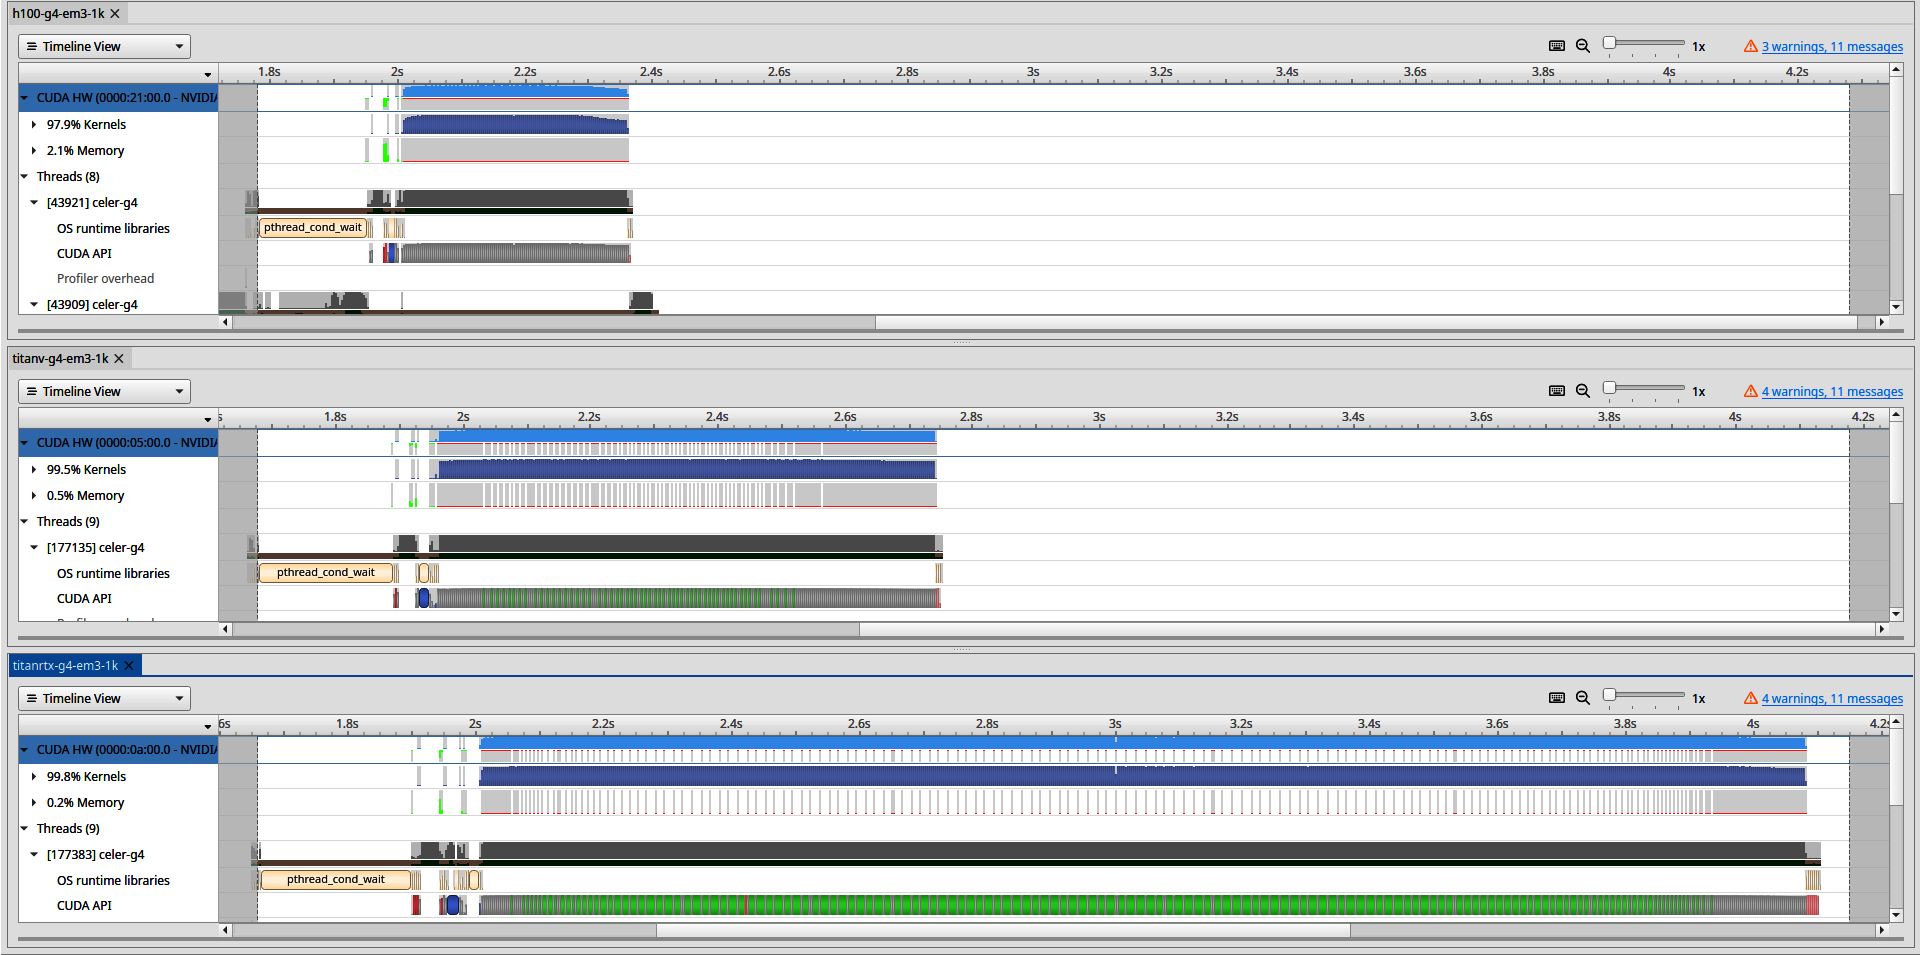 h100-g4-em3-1k
Timeline View 1x 3 warnings, 11 messages
1.8s 2s 2.2s 2.4s 2.6s 2.8s 3s 3.2s 3.4s 3.6s 3.8s 4s 4.2s
CUDA HW (0000:21:00.0 - NVIDIA
97.9% Kernels
2.1% Memory
Threads (8)
[43921] celer-g4
OS runtime libraries pthread_cond_wait
CUDA API
Profiler overhead
[43909] celer-g4
titanv-g4-em3-1k
Timeline View 1x 4 warnings, 11 messages
s 1.8s 2s 2.2s 2.4s 2.6s 2.8s 3s 3.2s 3.4s 3.6s 3.8s 4s 4.2s
CUDA HW (0000:05:00.0 - NVIDIA
99.5% Kernels
0.5% Memory
Threads (9)
[177135] celer-g4
OS runtime libraries pthread_cond_wait
CUDA API
titanrtx-g4-em3-1k
Timeline View 1x 4 warnings, 11 messages
6s 1.8s 2s 2.2s 2.4s 2.6s 2.8s 3s 3.2s 3.4s 3.6s 3.8s 4s 4.2s
CUDA HW (0000:0a:00.0 - NVIDIA
99.8% Kernels
0.2% Memory
Threads (9)
[177383] celer-g4
OS runtime libraries pthread_cond_wait
CUDA API